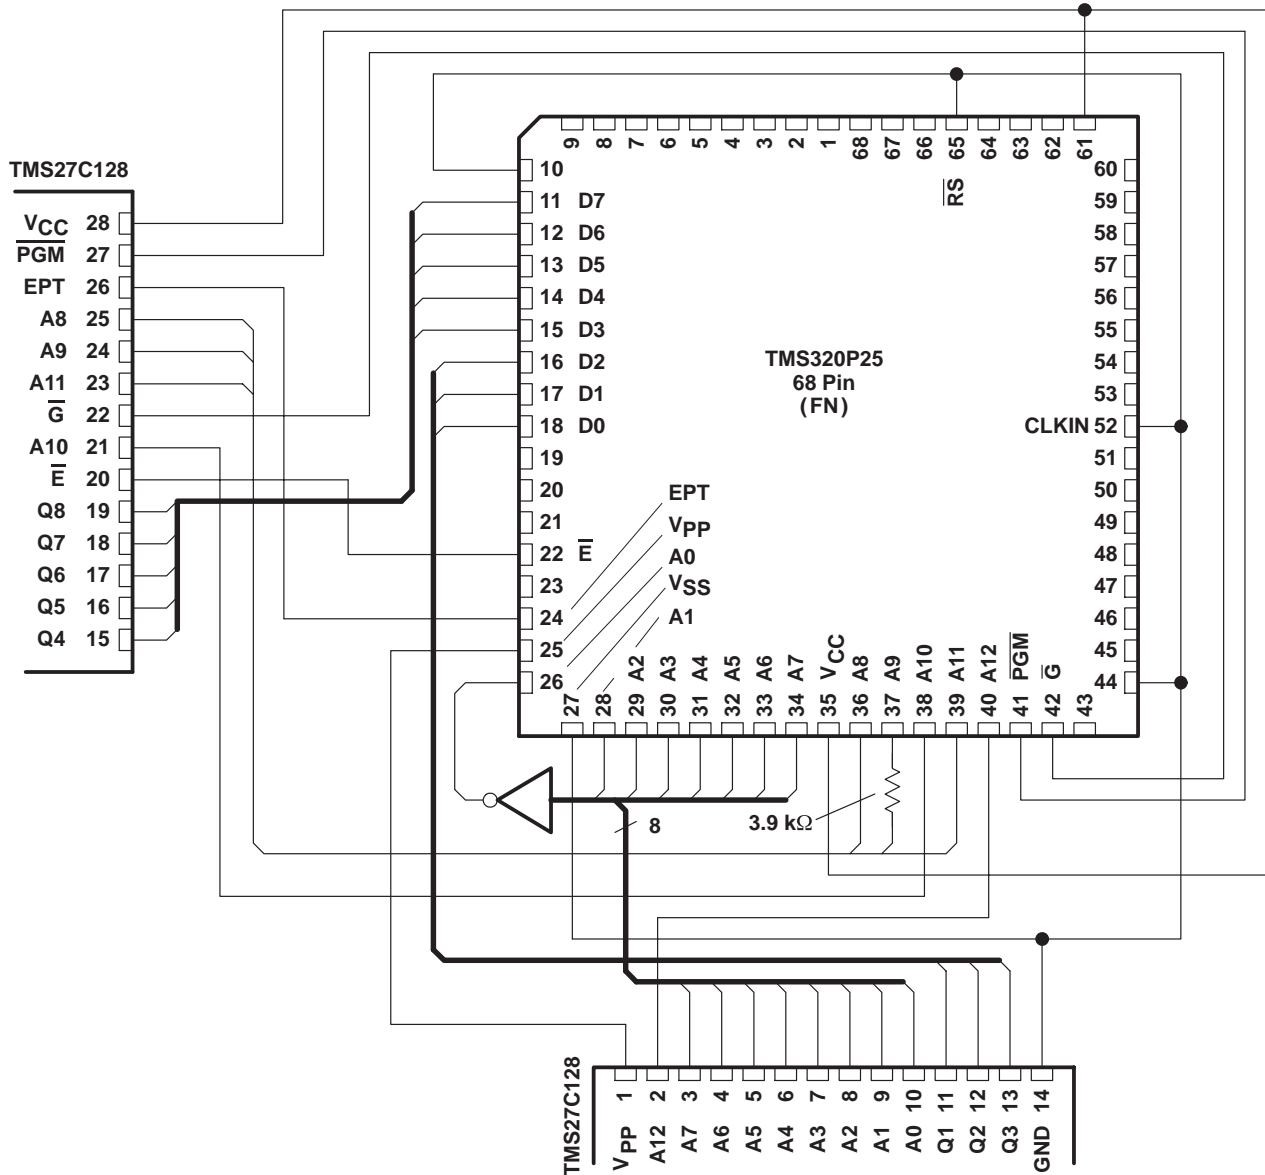 9 8 7 6 5 4 3 2 1 68 67 66 65 64 63 62 61
R̅S̅
TMS27C128
VCC 28
P̅G̅M̅ 27
EPT 26
A8 25
A9 24
A11 23
G̅ 22
A10 21
E̅ 20
Q8 19
Q7 18
Q6 17
Q5 16
Q4 15
10
11 D7
12 D6
13 D5
14 D4
15 D3
16 D2
17 D1
18 D0
19
20
21
22 E̅
23
24
25
26
EPT
VPP
A0
VSS
A1
TMS320P25
68 Pin
(FN)
60
59
58
57
56
55
54
53
CLKIN 52
51
50
49
48
47
46
45
44
27
28
29 A2
30 A3
31 A4
32 A5
33 A6
34 A7
35 VCC
36 A8
37 A9
38 A10
39 A11
40 A12
41 P̅G̅M̅
42 G̅
43
8
3.9 kΩ
TMS27C128
VPP 1
A12 2
A7 3
A6 4
A5 5
A4 6
A3 7
A2 8
A1 9
A0 10
Q1 11
Q2 12
Q3 13
GND 14